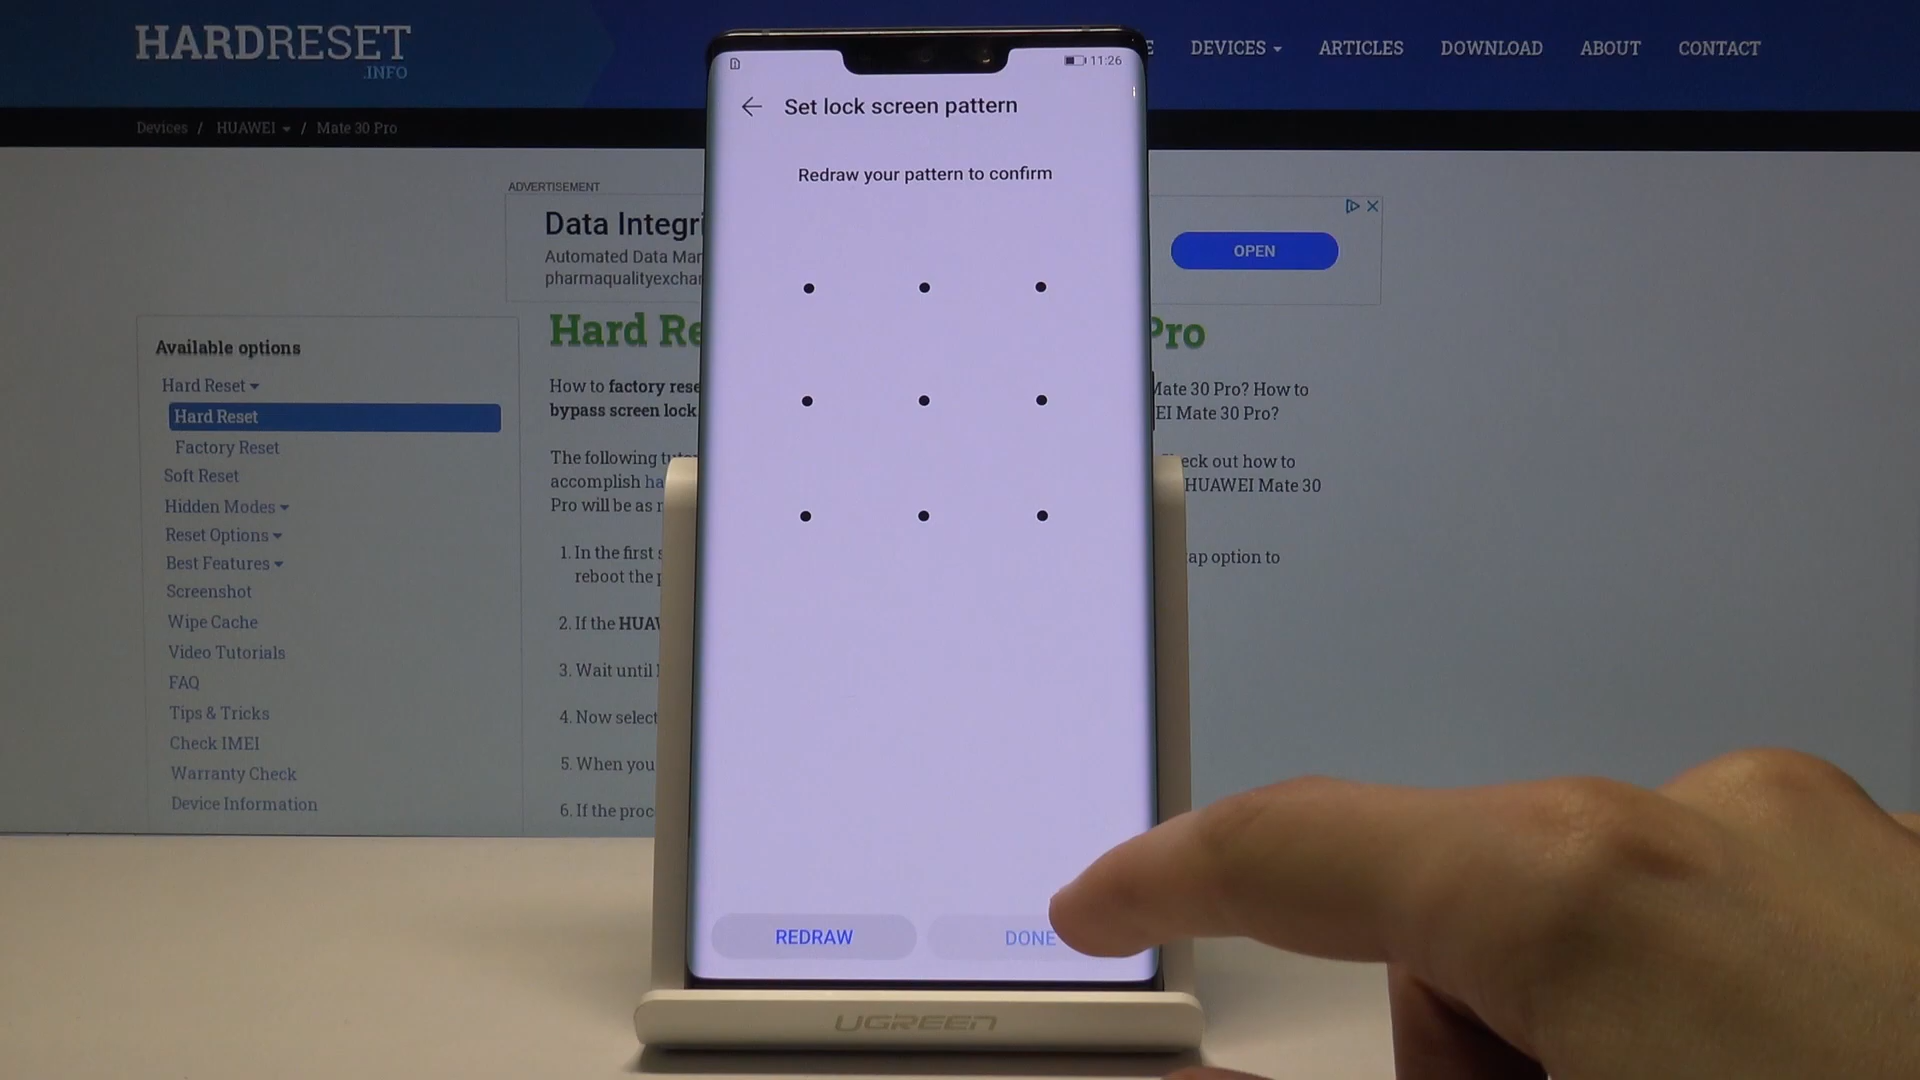 HARDRESET
.INFO
DEVICES
ARTICLES
DOWNLOAD
ABOUT
CONTACT
Devices / HUAWEI / Mate 30 Pro
ADVERTISEMENT
Data Integri
Automated Data Mar
pharmaqualityexchar
OPEN
Available options
Hard Reset
Hard Reset
Factory Reset
Soft Reset
Hidden Modes
Reset Options
Best Features
Screenshot
Wipe Cache
Video Tutorials
FAQ
Tips & Tricks
Check IMEI
Warranty Check
Device Information
Hard Re
Pro
How to factory rese
bypass screen lock
Mate 30 Pro? How to
EI Mate 30 Pro?
The following tuto
accomplish ha
Pro will be as r
eck out how to
HUAWEI Mate 30
1. In the first s
reboot the p
ap option to
2. If the HUAW
3. Wait until
4. Now select
5. When you
6. If the proc
11:26
Set lock screen pattern
Redraw your pattern to confirm
REDRAW
DONE
UGREEN